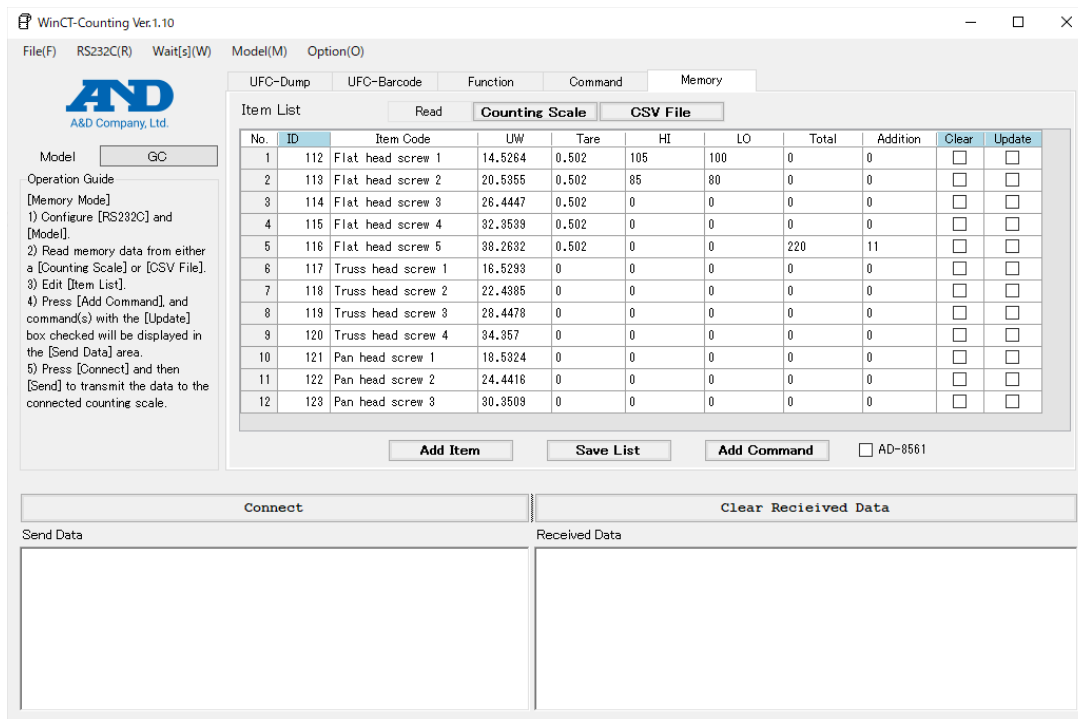 WinCT-Counting Ver.1.10
File(F) RS232C(R) Wait[s](W) Model(M) Option(O)
AND
A&D Company, Ltd.
Model GC
Operation Guide
[Memory Mode]
1) Configure [RS232C] and
[Model].
2) Read memory data from either
a [Counting Scale] or [CSV File].
3) Edit [Item List].
4) Press [Add Command], and
command(s) with the [Update]
box checked will be displayed in
the [Send Data] area.
5) Press [Connect] and then
[Send] to transmit the data to the
connected counting scale.
UFC-Dump UFC-Barcode Function Command Memory
Item List Read Counting Scale CSV File
No. ID Item Code UW Tare HI LO Total Addition Clear Update
1 112 Flat head screw 1 14.5264 0.502 105 100 0 0
2 113 Flat head screw 2 20.5355 0.502 85 80 0 0
3 114 Flat head screw 3 26.4447 0.502 0 0 0 0
4 115 Flat head screw 4 32.3539 0.502 0 0 0 0
5 116 Flat head screw 5 38.2632 0.502 0 0 220 11
6 117 Truss head screw 1 16.5293 0 0 0 0 0
7 118 Truss head screw 2 22.4385 0 0 0 0 0
8 119 Truss head screw 3 28.4478 0 0 0 0 0
9 120 Truss head screw 4 34.357 0 0 0 0 0
10 121 Pan head screw 1 18.5324 0 0 0 0 0
11 122 Pan head screw 2 24.4416 0 0 0 0 0
12 123 Pan head screw 3 30.3509 0 0 0 0 0
Add Item Save List Add Command AD-8561
Connect Clear Recieived Data
Send Data Received Data